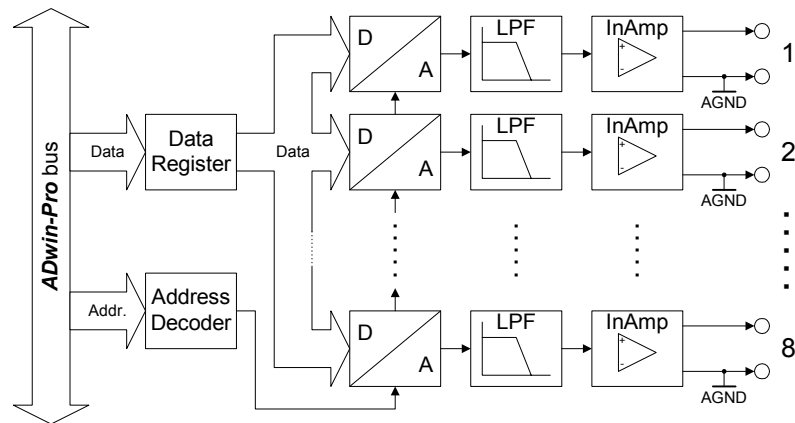 ADwin-Pro bus
Data
Data
Register
Data
Addr.
Address
Decoder
D
A
LPF
InAmp
+
-
AGND
1
D
A
LPF
InAmp
+
-
AGND
2
D
A
LPF
InAmp
+
-
AGND
8